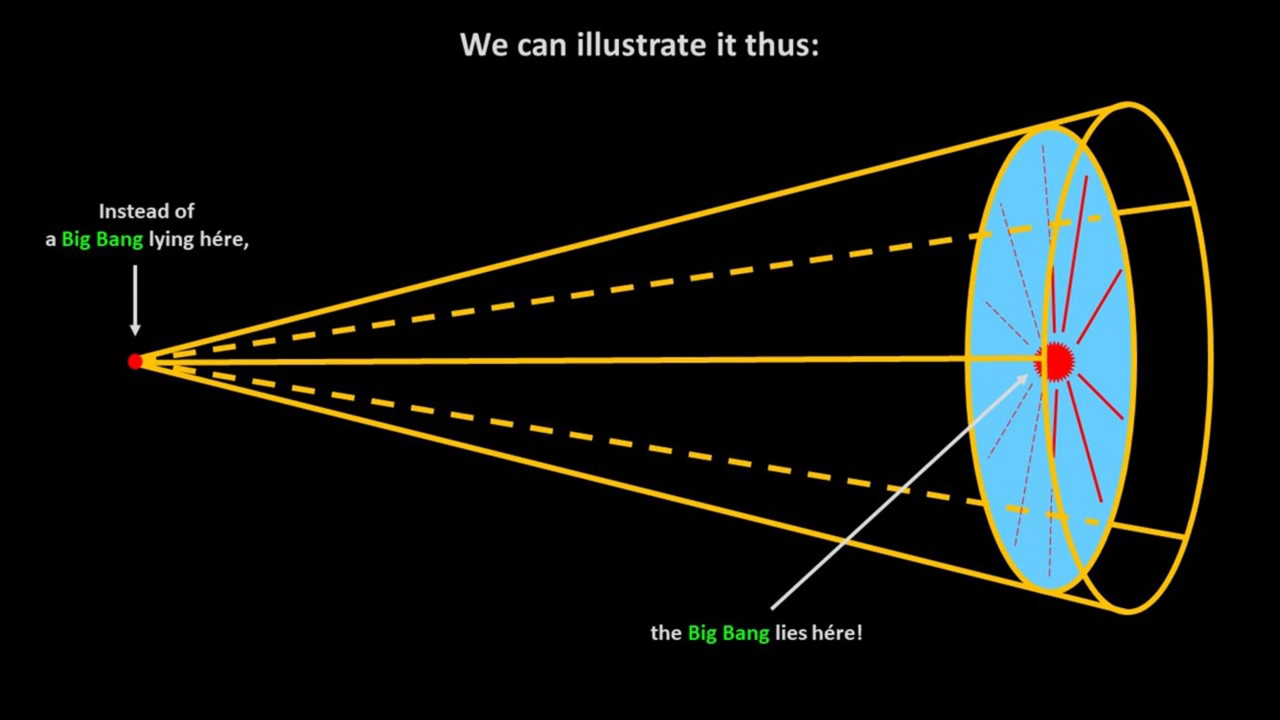 We can illustrate it thus:
Instead of
a Big Bang lying hére,
the Big Bang lies hére!